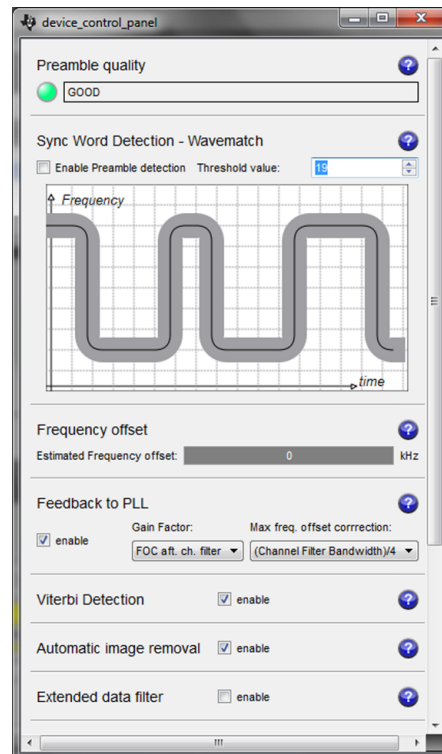 device_control_panel
Preamble quality
GOOD
Sync Word Detection - Wavematch
Enable Preamble detection Threshold value: 19
Frequency
time
Frequency offset
Estimated Frequency offset: 0 kHz
Feedback to PLL
Gain Factor: Max freq. offset corrrection:
enable FOC aft. ch. filter (Channel Filter Bandwidth)/4
Viterbi Detection enable
Automatic image removal enable
Extended data filter enable